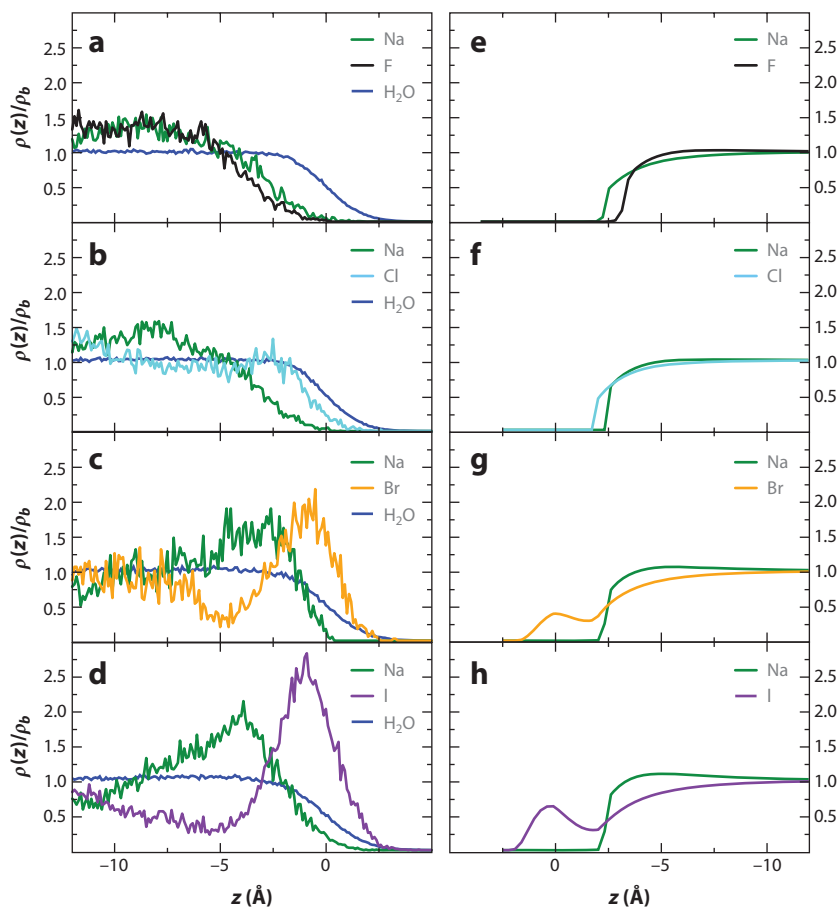 a
Na
F
H₂O
ρ(z)/ρb
2.5
2.0
1.5
1.0
0.5
e
Na
F
2.5
2.0
1.5
1.0
0.5
b
Na
Cl
H₂O
ρ(z)/ρb
2.5
2.0
1.5
1.0
0.5
f
Na
Cl
2.5
2.0
1.5
1.0
0.5
c
Na
Br
H₂O
ρ(z)/ρb
2.5
2.0
1.5
1.0
0.5
g
Na
Br
2.5
2.0
1.5
1.0
0.5
d
Na
I
H₂O
ρ(z)/ρb
2.5
2.0
1.5
1.0
0.5
h
Na
I
2.5
2.0
1.5
1.0
0.5
−10 −5 0
z (Å)
0 −5 −10
z (Å)